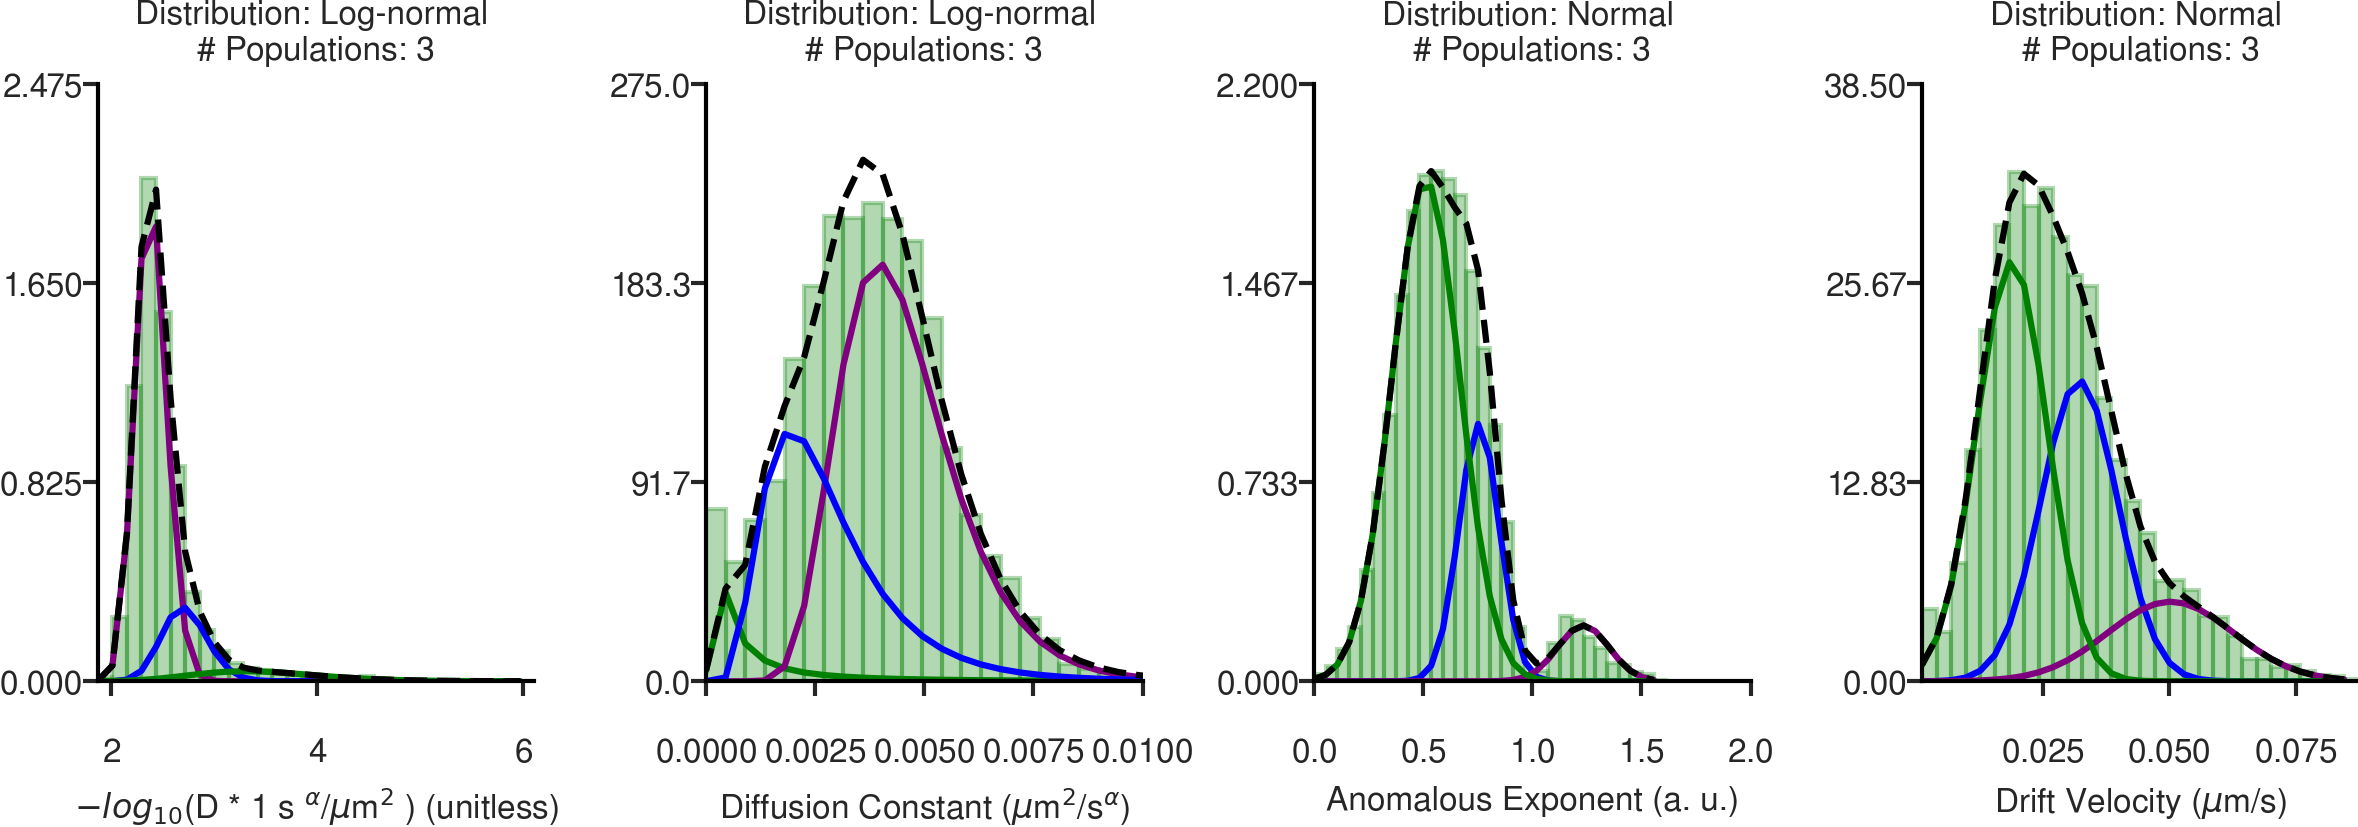 Distribution: Log-normal
# Populations: 3
2.475
1.650
0.825
0.000
2 4 6
−log₁₀(D * 1 s ᵅ/μm² ) (unitless)
Distribution: Log-normal
# Populations: 3
275.0
183.3
91.7
0.0
0.0000 0.0025 0.0050 0.0075 0.0100
Diffusion Constant (μm²/sᵅ)
Distribution: Normal
# Populations: 3
2.200
1.467
0.733
0.000
0.0 0.5 1.0 1.5 2.0
Anomalous Exponent (a. u.)
Distribution: Normal
# Populations: 3
38.50
25.67
12.83
0.00
0.025 0.050 0.075
Drift Velocity (μm/s)